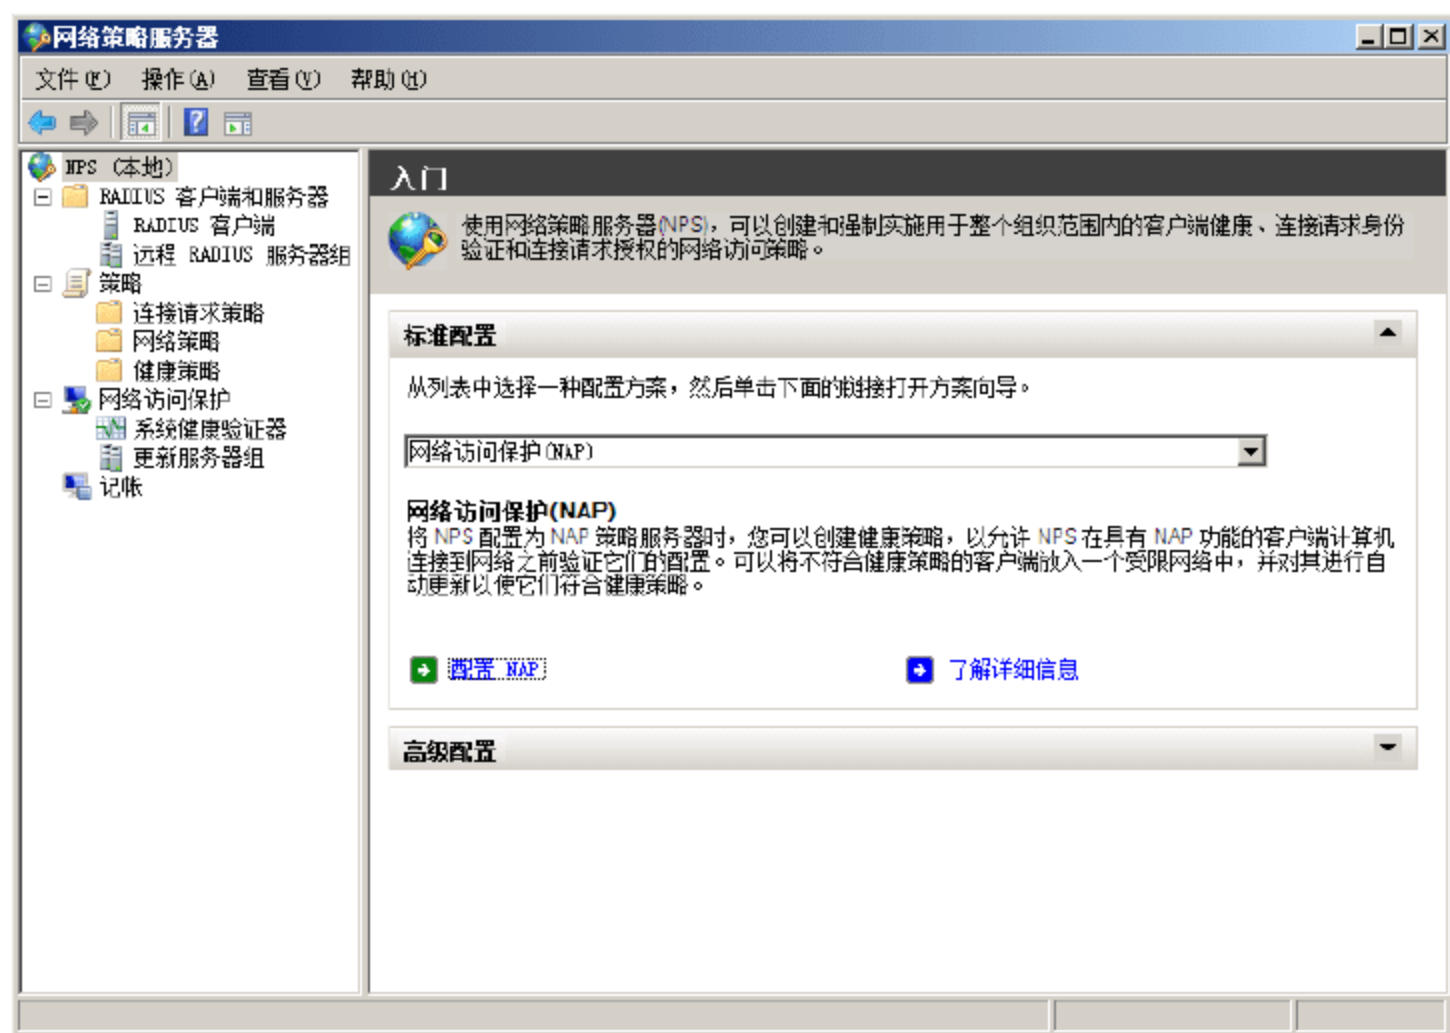 网络策略服务器
文件(F) 操作(A) 查看(V) 帮助(H)
NPS (本地)
RADIUS 客户端和服务器
RADIUS 客户端
远程 RADIUS 服务器组
策略
连接请求策略
网络策略
健康策略
网络访问保护
系统健康验证器
更新服务器组
记帐
入门
使用网络策略服务器(NPS)，可以创建和强制实施用于整个组织范围内的客户端健康、连接请求身份
验证和连接请求授权的网络访问策略。
标准配置
从列表中选择一种配置方案，然后单击下面的链接打开方案向导。
网络访问保护(NAP)
网络访问保护(NAP)
将 NPS 配置为 NAP 策略服务器时，您可以创建健康策略，以允许 NPS 在具有 NAP 功能的客户端计算机
连接到网络之前验证它们的配置。可以将不符合健康策略的客户端放入一个受限网络中，并对其进行自
动更新以使它们符合健康策略。
配置 NAP
了解详细信息
高级配置